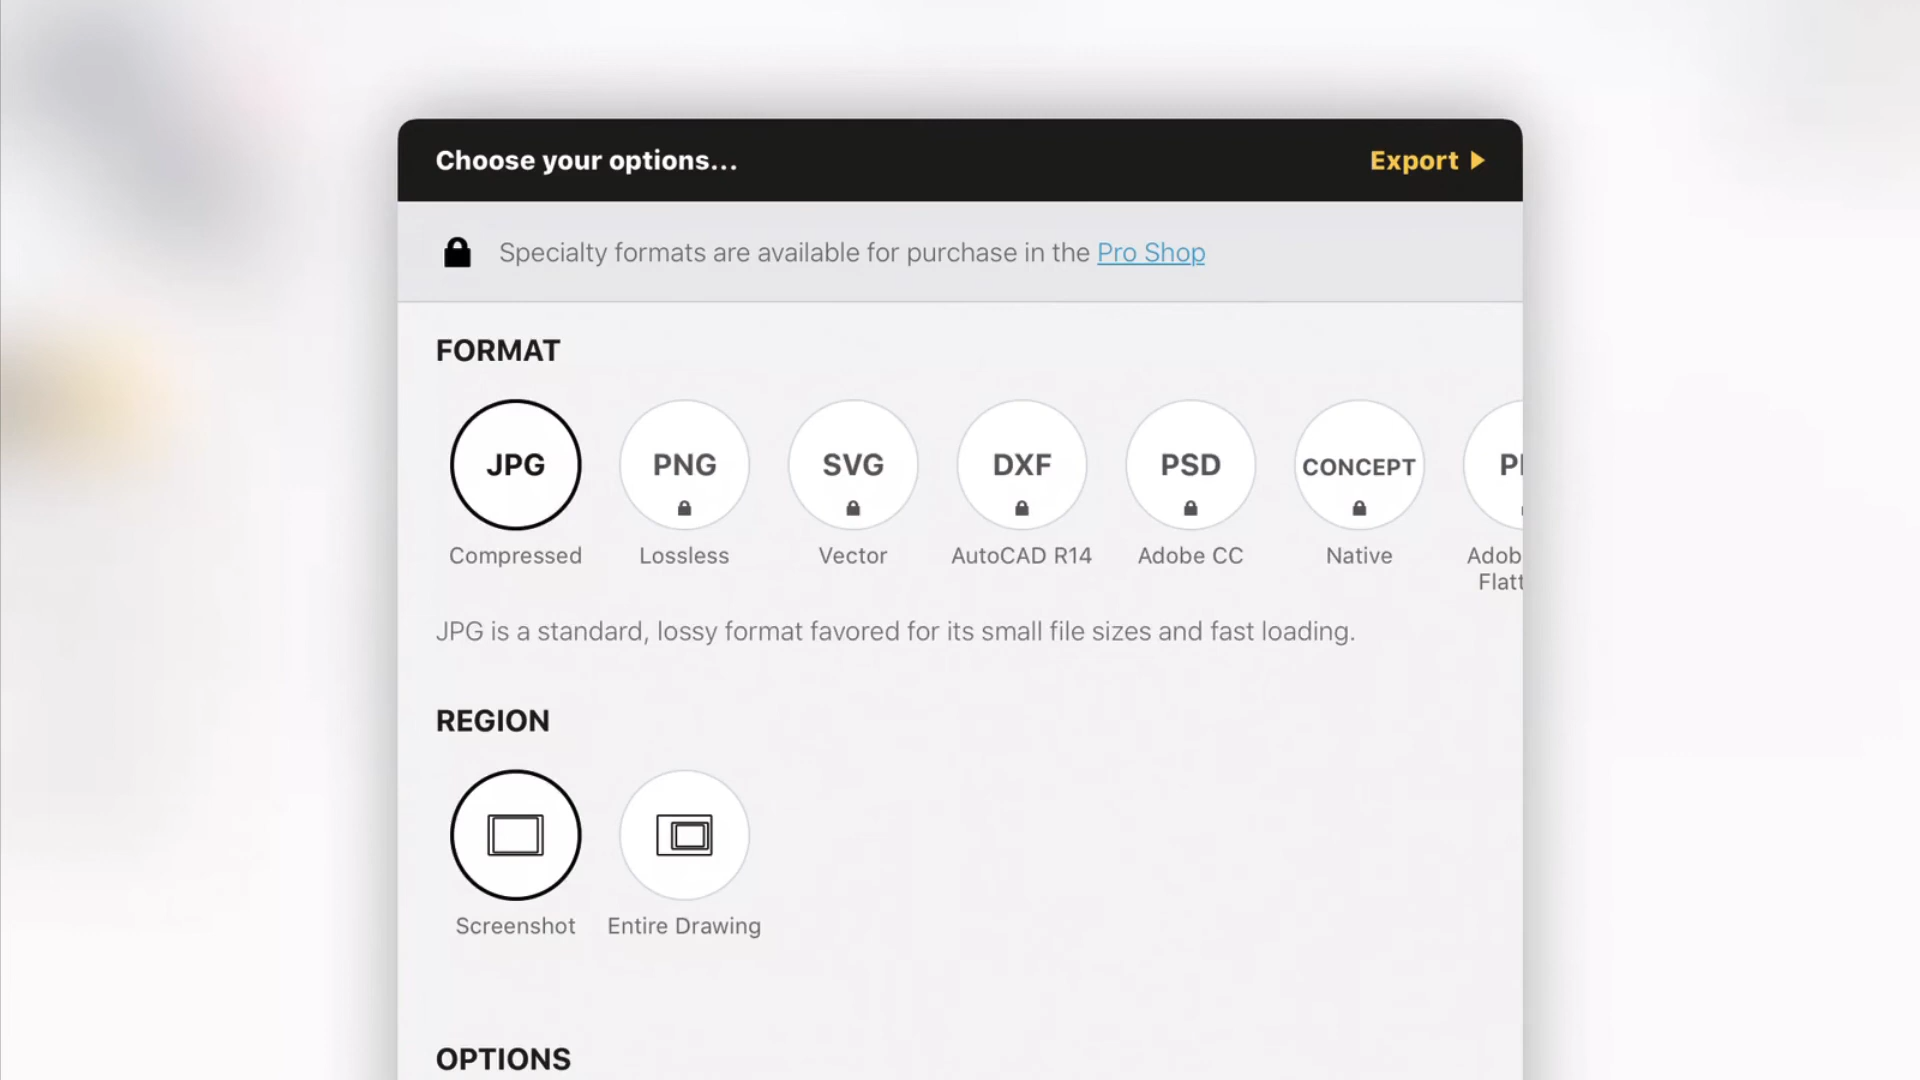 Choose your options...
Export
Specialty formats are available for purchase in the Pro Shop
FORMAT
JPG
PNG
SVG
DXF
PSD
CONCEPT
Compressed
Lossless
Vector
AutoCAD R14
Adobe CC
Native
JPG is a standard, lossy format favored for its small file sizes and fast loading.
REGION
Screenshot
Entire Drawing
OPTIONS